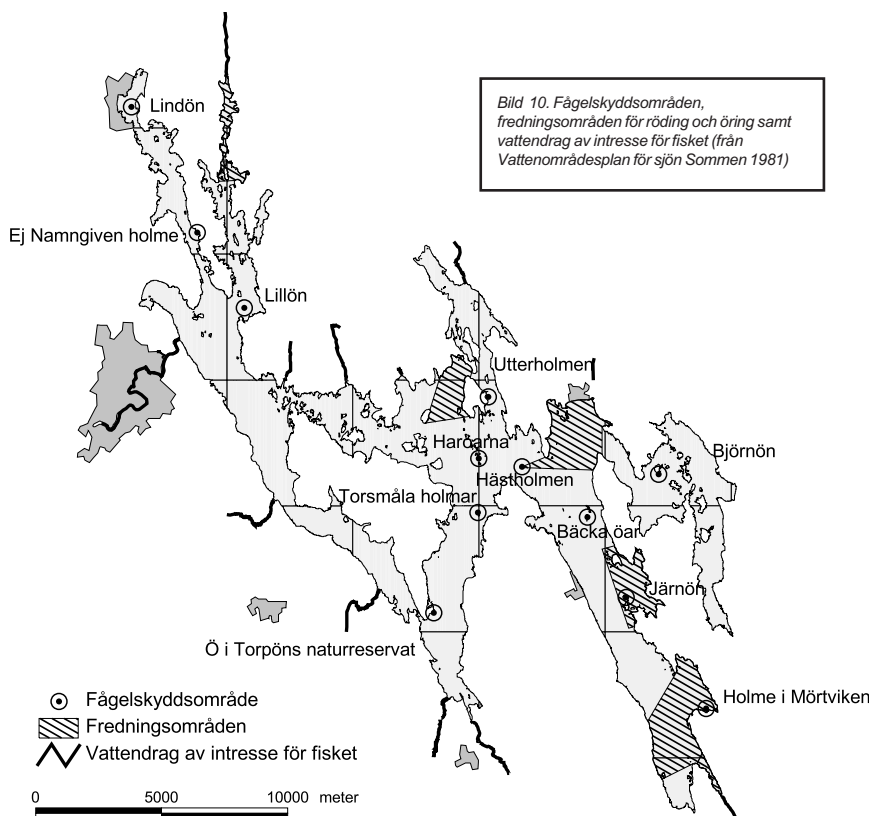 Bild 10. Fågelskyddsområden,
fredningsområden för röding och öring samt
vattendrag av intresse för fisket (från
Vattenområdesplan för sjön Sommen 1981)
Lindön
Ej Namngiven holme
Lillön
Utterholmen
Haröarna
Hästholmen
Björnön
Torsmåla holmar
Bäcka öar
Järnön
Ö i Torpöns naturreservat
Holme i Mörtviken
Fågelskyddsområde
Fredningsområden
Vattendrag av intresse för fisket
0 5000 10000 meter